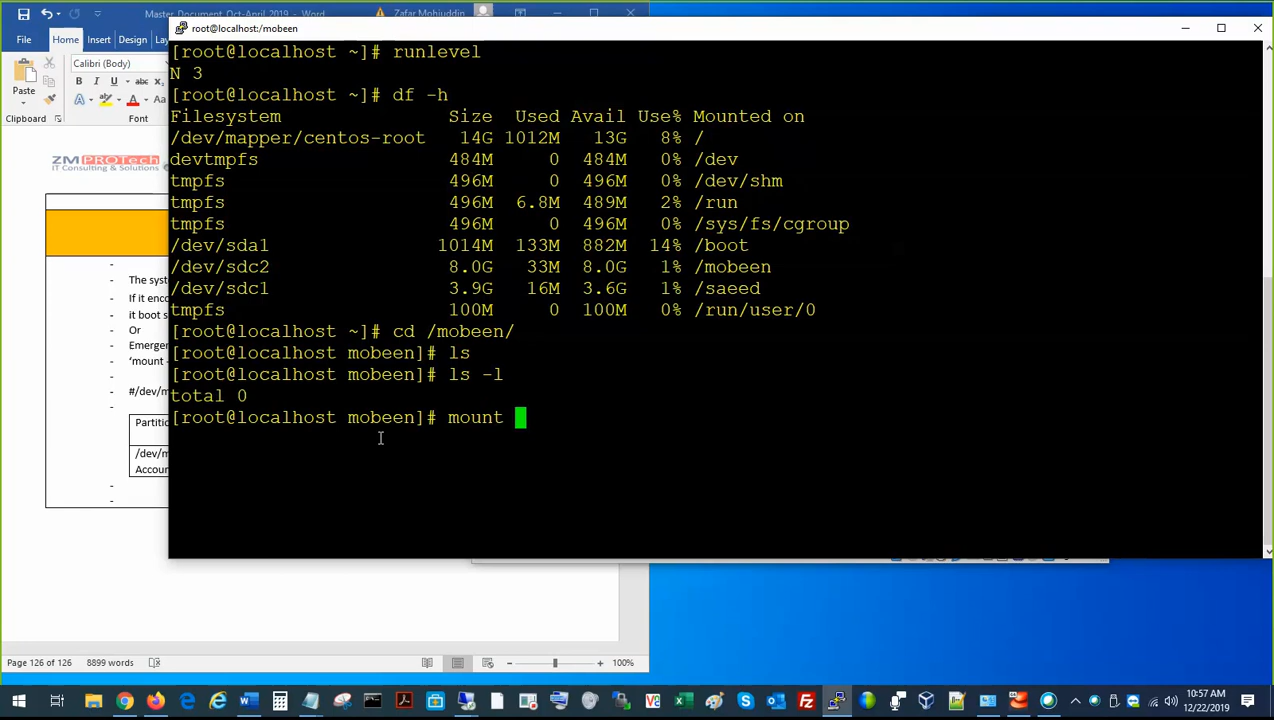 Master Document Oct-April, 2019 - Word
Zafar Mohiuddin
File Home Insert Design
root@localhost:/mobeen
Calibri (Body)
B I U abc
Paste
Clipboard
Font
ZMPROTech
IT Consulting & Solutions
- The syst
- If it enco
- it boot s
- Or
- Emergen
- 'mount -
- #/dev/m
Partition
/dev/ma
Account
[root@localhost ~]# runlevel
N 3
[root@localhost ~]# df -h
Filesystem Size Used Avail Use% Mounted on
/dev/mapper/centos-root 14G 1012M 13G 8% /
devtmpfs 484M 0 484M 0% /dev
tmpfs 496M 0 496M 0% /dev/shm
tmpfs 496M 6.8M 489M 2% /run
tmpfs 496M 0 496M 0% /sys/fs/cgroup
/dev/sda1 1014M 133M 882M 14% /boot
/dev/sdc2 8.0G 33M 8.0G 1% /mobeen
/dev/sdc1 3.9G 16M 3.6G 1% /saeed
tmpfs 100M 0 100M 0% /run/user/0
[root@localhost ~]# cd /mobeen/
[root@localhost mobeen]# ls
[root@localhost mobeen]# ls -l
total 0
[root@localhost mobeen]# mount
Page 126 of 126 8899 words 100%
10:57 AM
12/22/2019